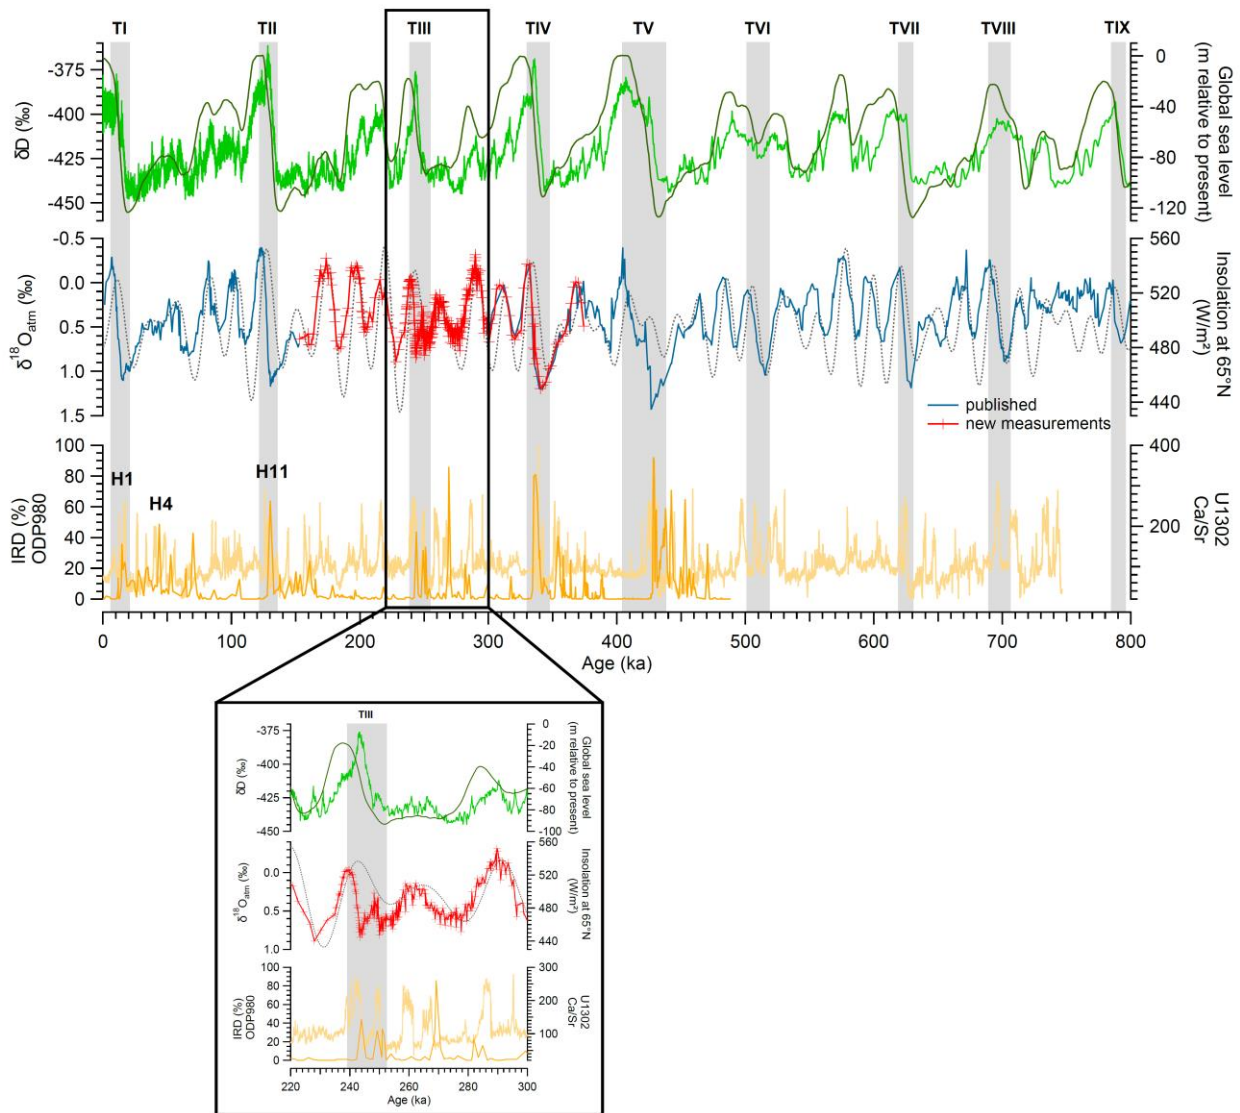 TI TII TIII TIV TV TVI TVII TVIII TIX
-375
-400
-425
-450
δD (‰)
0
-40
-80
-120
Global sea level
(m relative to present)
-0.5
0.0
0.5
1.0
1.5
δ18Oatm (‰)
560
520
480
440
Insolation at 65°N
(W/m²)
published
new measurements
100
80
60
40
20
0
IRD (%)
ODP980
H1
H4
H11
400
200
U1302
Ca/Sr
0 100 200 300 400 500 600 700 800
Age (ka)
TIII
-375
-400
-425
-450
δD (‰)
0
-20
-40
-60
-80
-100
Global sea level
(m relative to present)
0.0
0.5
1.0
δ18Oatm (‰)
560
520
480
440
Insolation at 65°N
(W/m²)
100
80
60
40
20
0
IRD (%)
ODP980
300
200
100
U1302
Ca/Sr
220 240 260 280 300
Age (ka)